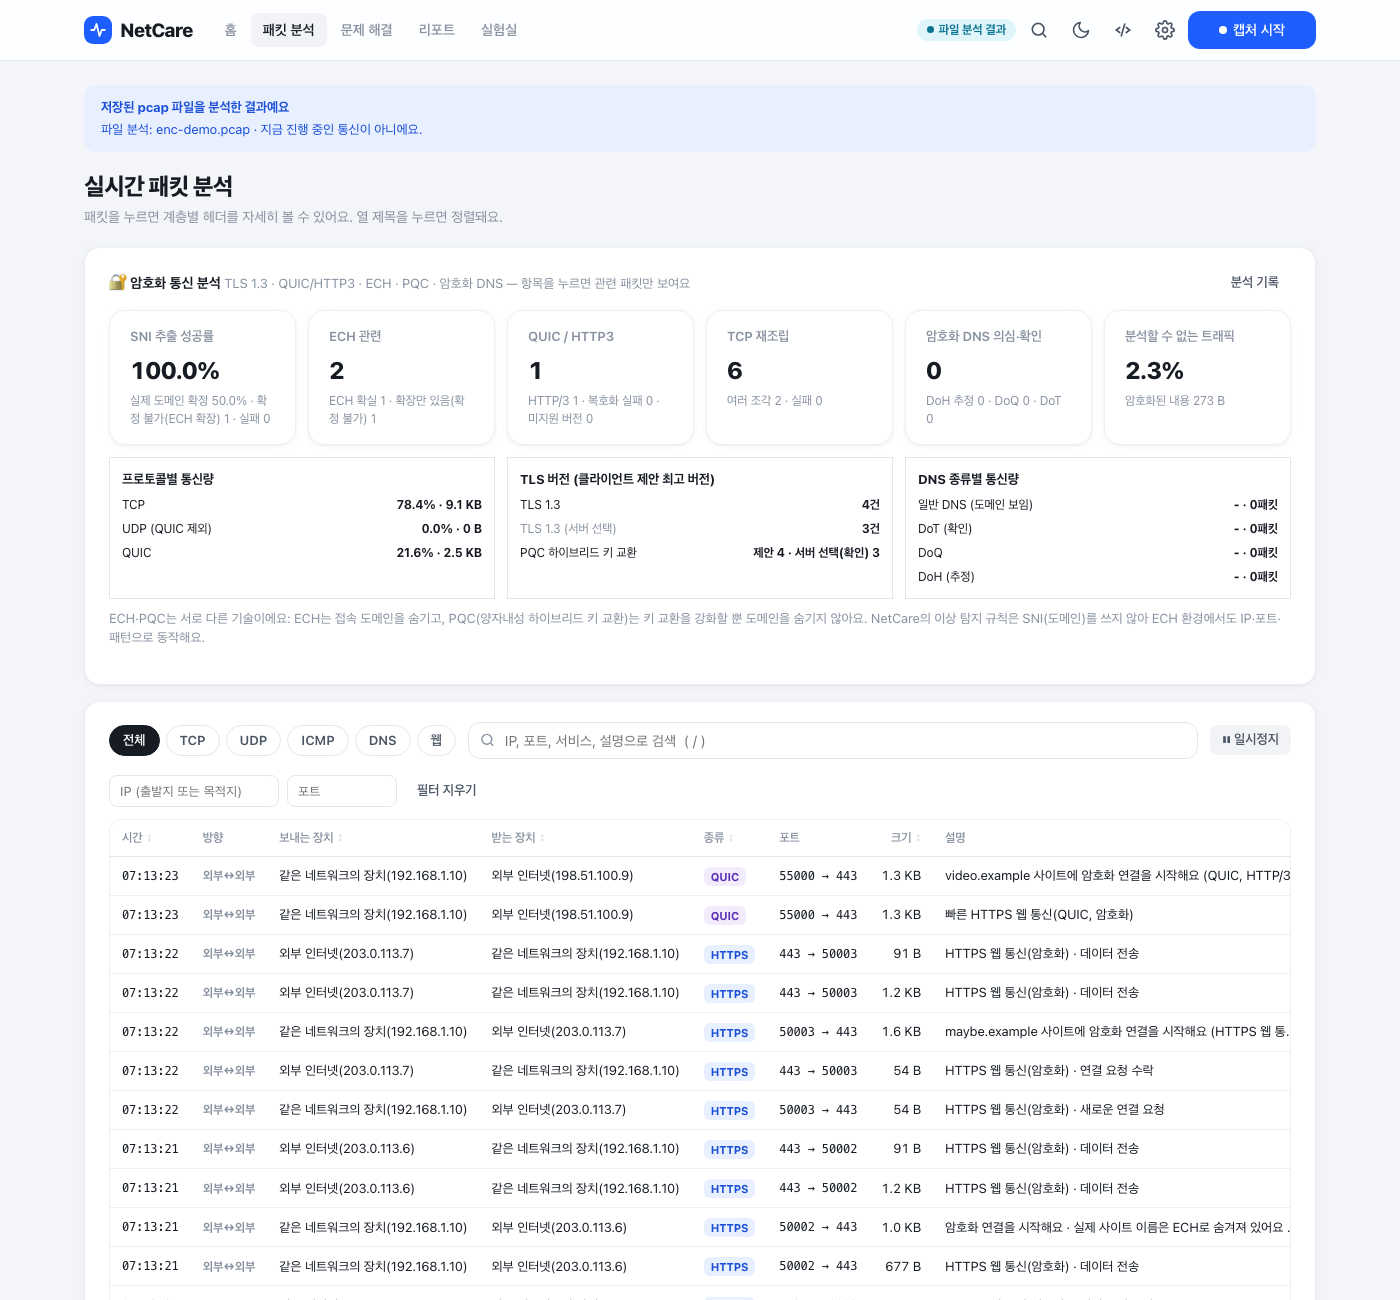 NetCare
홈
패킷 분석
문제 해결
리포트
실험실
파일 분석 결과
캡처 시작
저장된 pcap 파일을 분석한 결과예요
파일 분석: enc-demo.pcap · 지금 진행 중인 통신이 아니에요.
실시간 패킷 분석
패킷을 누르면 계층별 헤더를 자세히 볼 수 있어요. 열 제목을 누르면 정렬돼요.
암호화 통신 분석 TLS 1.3 · QUIC/HTTP3 · ECH · PQC · 암호화 DNS — 항목을 누르면 관련 패킷만 보여요
분석 기록
SNI 추출 성공률
100.0%
실제 도메인 확정 50.0% · 확
정 불가(ECH 확장) 1 · 실패 0
ECH 관련
2
ECH 확실 1 · 확장만 있음(확
정 불가) 1
QUIC / HTTP3
1
HTTP/3 1 · 복호화 실패 0 ·
미지원 버전 0
TCP 재조립
6
여러 조각 2 · 실패 0
암호화 DNS 의심·확인
0
DoH 추정 0 · DoQ 0 · DoT
0
분석할 수 없는 트래픽
2.3%
암호화된 내용 273 B
프로토콜별 통신량
TCP 78.4% · 9.1 KB
UDP (QUIC 제외) 0.0% · 0 B
QUIC 21.6% · 2.5 KB
TLS 버전 (클라이언트 제안 최고 버전)
TLS 1.3 4건
TLS 1.3 (서버 선택) 3건
PQC 하이브리드 키 교환 제안 4 · 서버 선택(확인) 3
DNS 종류별 통신량
일반 DNS (도메인 보임) - · 0패킷
DoT (확인) - · 0패킷
DoQ - · 0패킷
DoH (추정) - · 0패킷
ECH·PQC는 서로 다른 기술이에요: ECH는 접속 도메인을 숨기고, PQC(양자내성 하이브리드 키 교환)는 키 교환을 강화할 뿐 도메인을 숨기지 않아요. NetCare의 이상 탐지 규칙은 SNI(도메인)를 쓰지 않아 ECH 환경에서도 IP·포트·
패턴으로 동작해요.
전체
TCP
UDP
ICMP
DNS
웹
IP, 포트, 서비스, 설명으로 검색 ( / )
일시정지
IP (출발지 또는 목적지)
포트
필터 지우기
시간 방향 보내는 장치 받는 장치 종류 포트 크기 설명
07:13:23 외부↔외부 같은 네트워크의 장치(192.168.1.10) 외부 인터넷(198.51.100.9) QUIC 55000 → 443 1.3 KB video.example 사이트에 암호화 연결을 시작해요 (QUIC, HTTP/3
07:13:23 외부↔외부 같은 네트워크의 장치(192.168.1.10) 외부 인터넷(198.51.100.9) QUIC 55000 → 443 1.3 KB 빠른 HTTPS 웹 통신(QUIC, 암호화)
07:13:22 외부↔외부 외부 인터넷(203.0.113.7) 같은 네트워크의 장치(192.168.1.10) HTTPS 443 → 50003 91 B HTTPS 웹 통신(암호화) · 데이터 전송
07:13:22 외부↔외부 외부 인터넷(203.0.113.7) 같은 네트워크의 장치(192.168.1.10) HTTPS 443 → 50003 1.2 KB HTTPS 웹 통신(암호화) · 데이터 전송
07:13:22 외부↔외부 같은 네트워크의 장치(192.168.1.10) 외부 인터넷(203.0.113.7) HTTPS 50003 → 443 1.6 KB maybe.example 사이트에 암호화 연결을 시작해요 (HTTPS 웹 통.
07:13:22 외부↔외부 외부 인터넷(203.0.113.7) 같은 네트워크의 장치(192.168.1.10) HTTPS 443 → 50003 54 B HTTPS 웹 통신(암호화) · 연결 요청 수락
07:13:22 외부↔외부 같은 네트워크의 장치(192.168.1.10) 외부 인터넷(203.0.113.7) HTTPS 50003 → 443 54 B HTTPS 웹 통신(암호화) · 새로운 연결 요청
07:13:21 외부↔외부 외부 인터넷(203.0.113.6) 같은 네트워크의 장치(192.168.1.10) HTTPS 443 → 50002 91 B HTTPS 웹 통신(암호화) · 데이터 전송
07:13:21 외부↔외부 외부 인터넷(203.0.113.6) 같은 네트워크의 장치(192.168.1.10) HTTPS 443 → 50002 1.2 KB HTTPS 웹 통신(암호화) · 데이터 전송
07:13:21 외부↔외부 같은 네트워크의 장치(192.168.1.10) 외부 인터넷(203.0.113.6) HTTPS 50002 → 443 1.0 KB 암호화 연결을 시작해요 · 실제 사이트 이름은 ECH로 숨겨져 있어요 .
07:13:21 외부↔외부 같은 네트워크의 장치(192.168.1.10) 외부 인터넷(203.0.113.6) HTTPS 50002 → 443 677 B HTTPS 웹 통신(암호화) · 데이터 전송